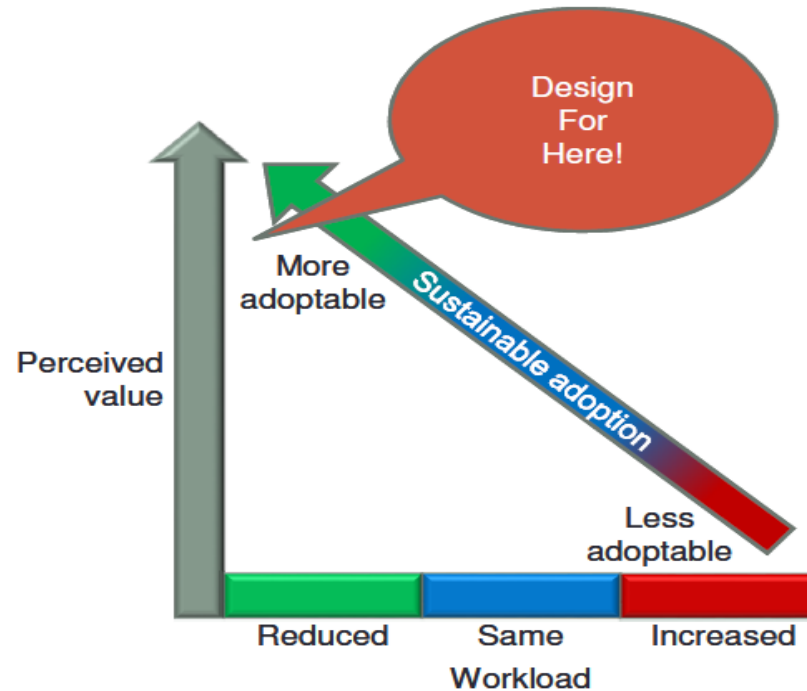 Design
For
Here!
More
adoptable
Sustainable adoption
Perceived
value
Less
adoptable
Reduced
Same
Increased
Workload